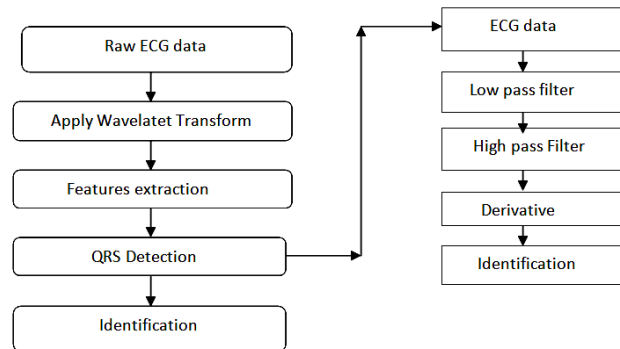 Raw ECG data
Apply Wavelatet Transform
Features extraction
QRS Detection
Identification
ECG data
Low pass filter
High pass Filter
Derivative
Identification